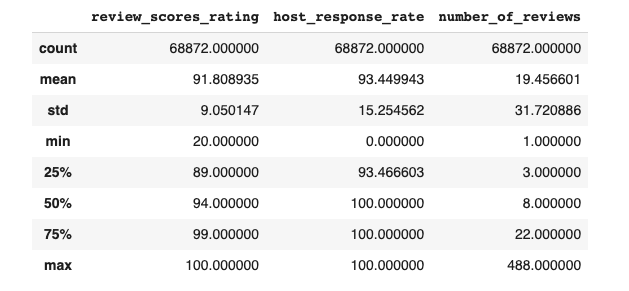 review_scores_rating host_response_rate number_of_reviews
count 68872.000000 68872.000000 68872.000000
mean 91.808935 93.449943 19.456601
std 9.050147 15.254562 31.720886
min 20.000000 0.000000 1.000000
25% 89.000000 93.466603 3.000000
50% 94.000000 100.000000 8.000000
75% 99.000000 100.000000 22.000000
max 100.000000 100.000000 488.000000